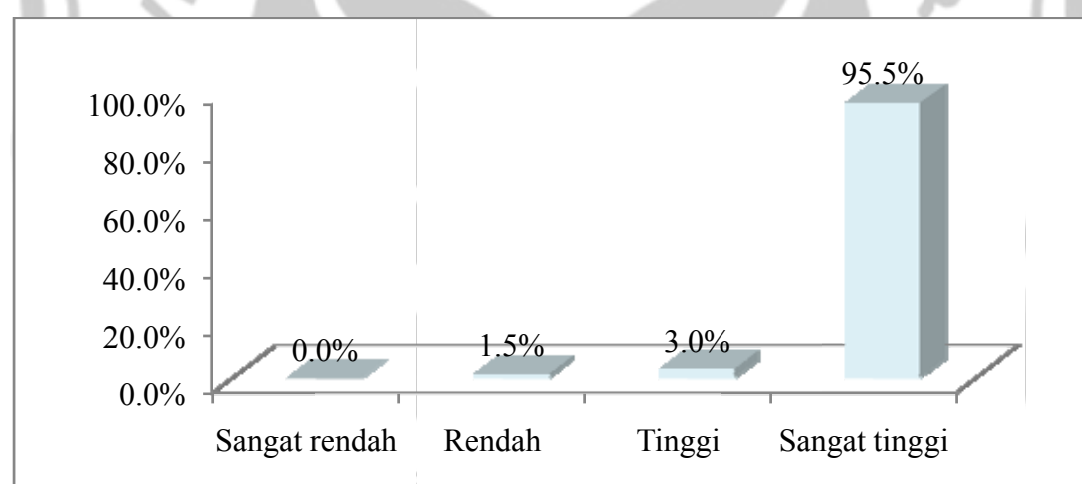 95.5%
100.0%
80.0%
60.0%
40.0%
20.0%
0.0%
0.0%
1.5%
3.0%
Sangat rendah
Rendah
Tinggi
Sangat tinggi